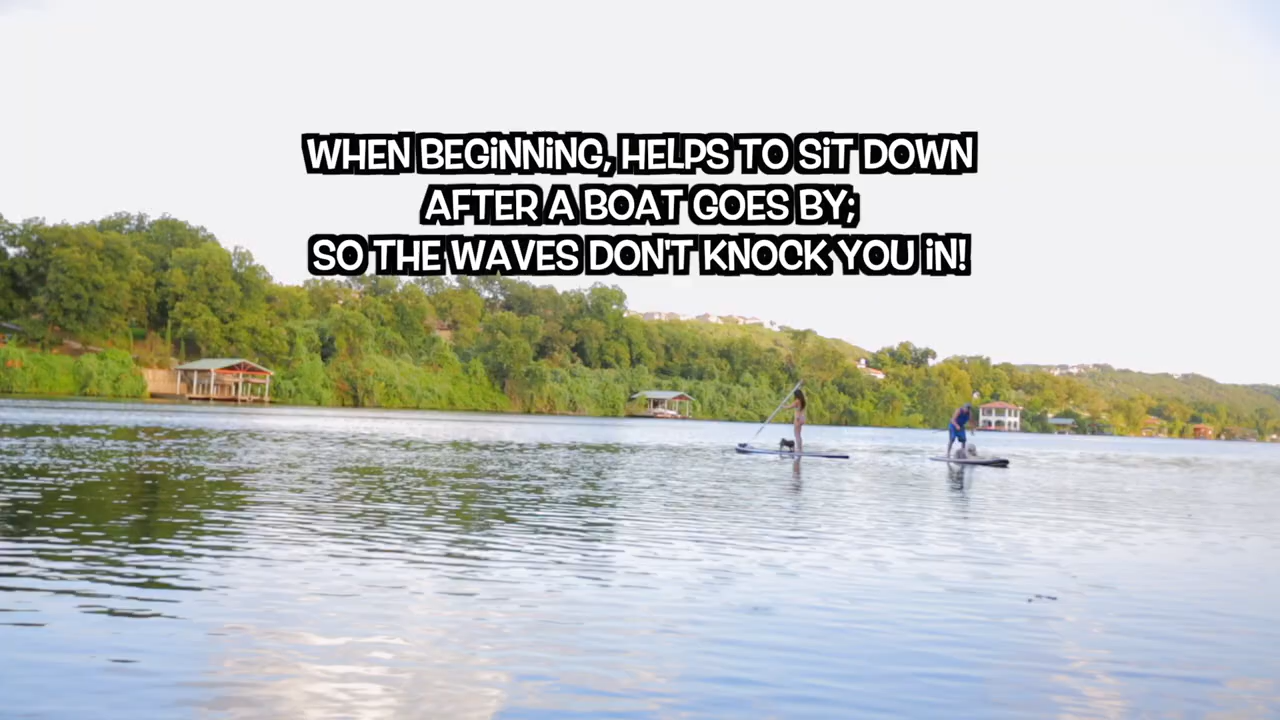 WHEN BEGiNNiNG, HELPS TO SiT DOWN
AFTER A BOAT GOES BY;
SO THE WAVES DON'T KNOCK YOU iN!